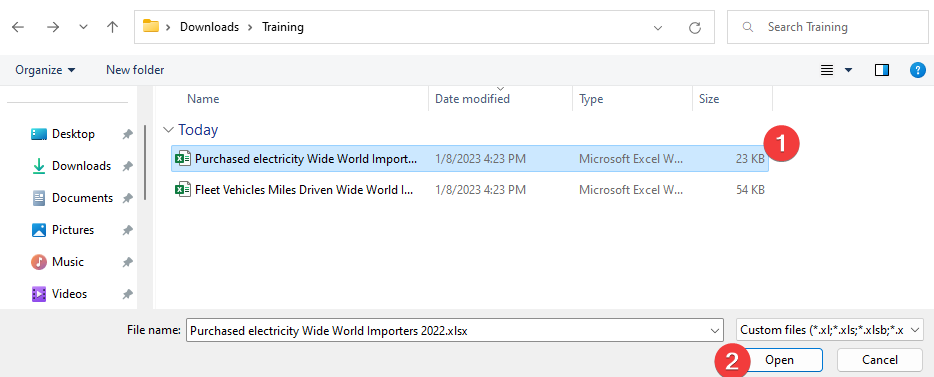 Downloads > Training
Search Training
Organize
New folder
Name
Date modified
Type
Size
Today
Purchased electricity Wide World Import... 1/8/2023 4:23 PM Microsoft Excel W... 23 KB
1
Fleet Vehicles Miles Driven Wide World I... 1/8/2023 4:23 PM Microsoft Excel W... 54 KB
Desktop
Downloads
Documents
Pictures
Music
Videos
File name: Purchased electricity Wide World Importers 2022.xlsx Custom files (*.xl;*.xls;*.xlsb;*.x
2
Open
Cancel